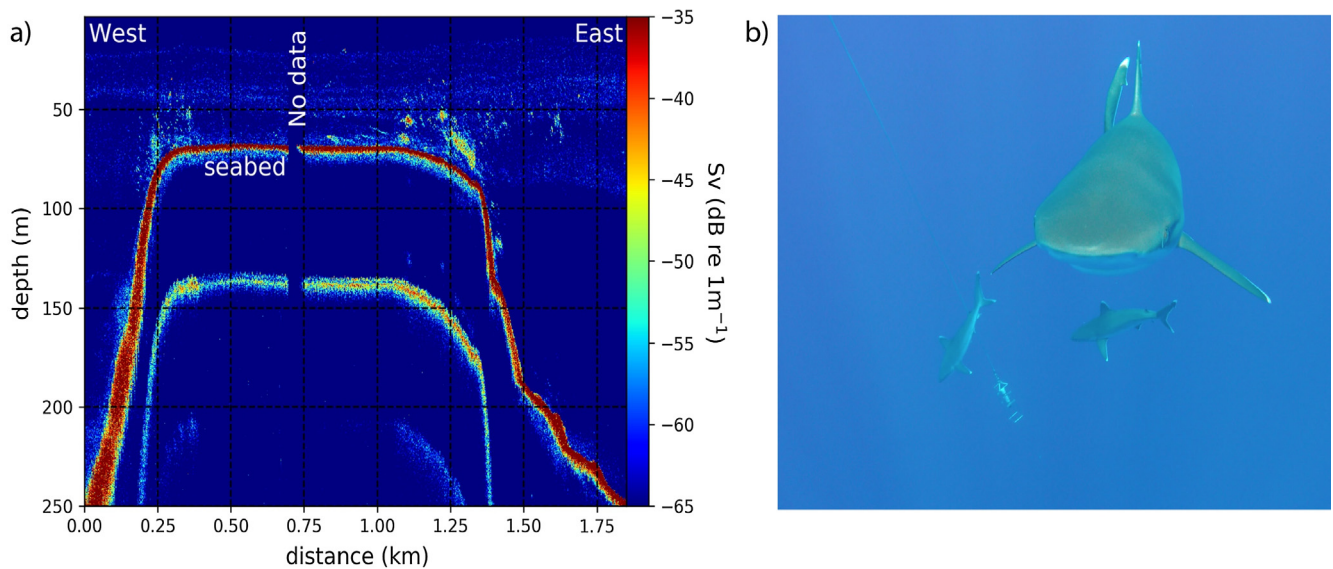 a)
West
No data
East
seabed
50
100
150
200
250
depth (m)
0.00
0.25
0.50
0.75
1.00
1.25
1.50
1.75
distance (km)
−35
−40
−45
−50
−55
−60
−65
Sv (dB re 1m⁻¹)
b)